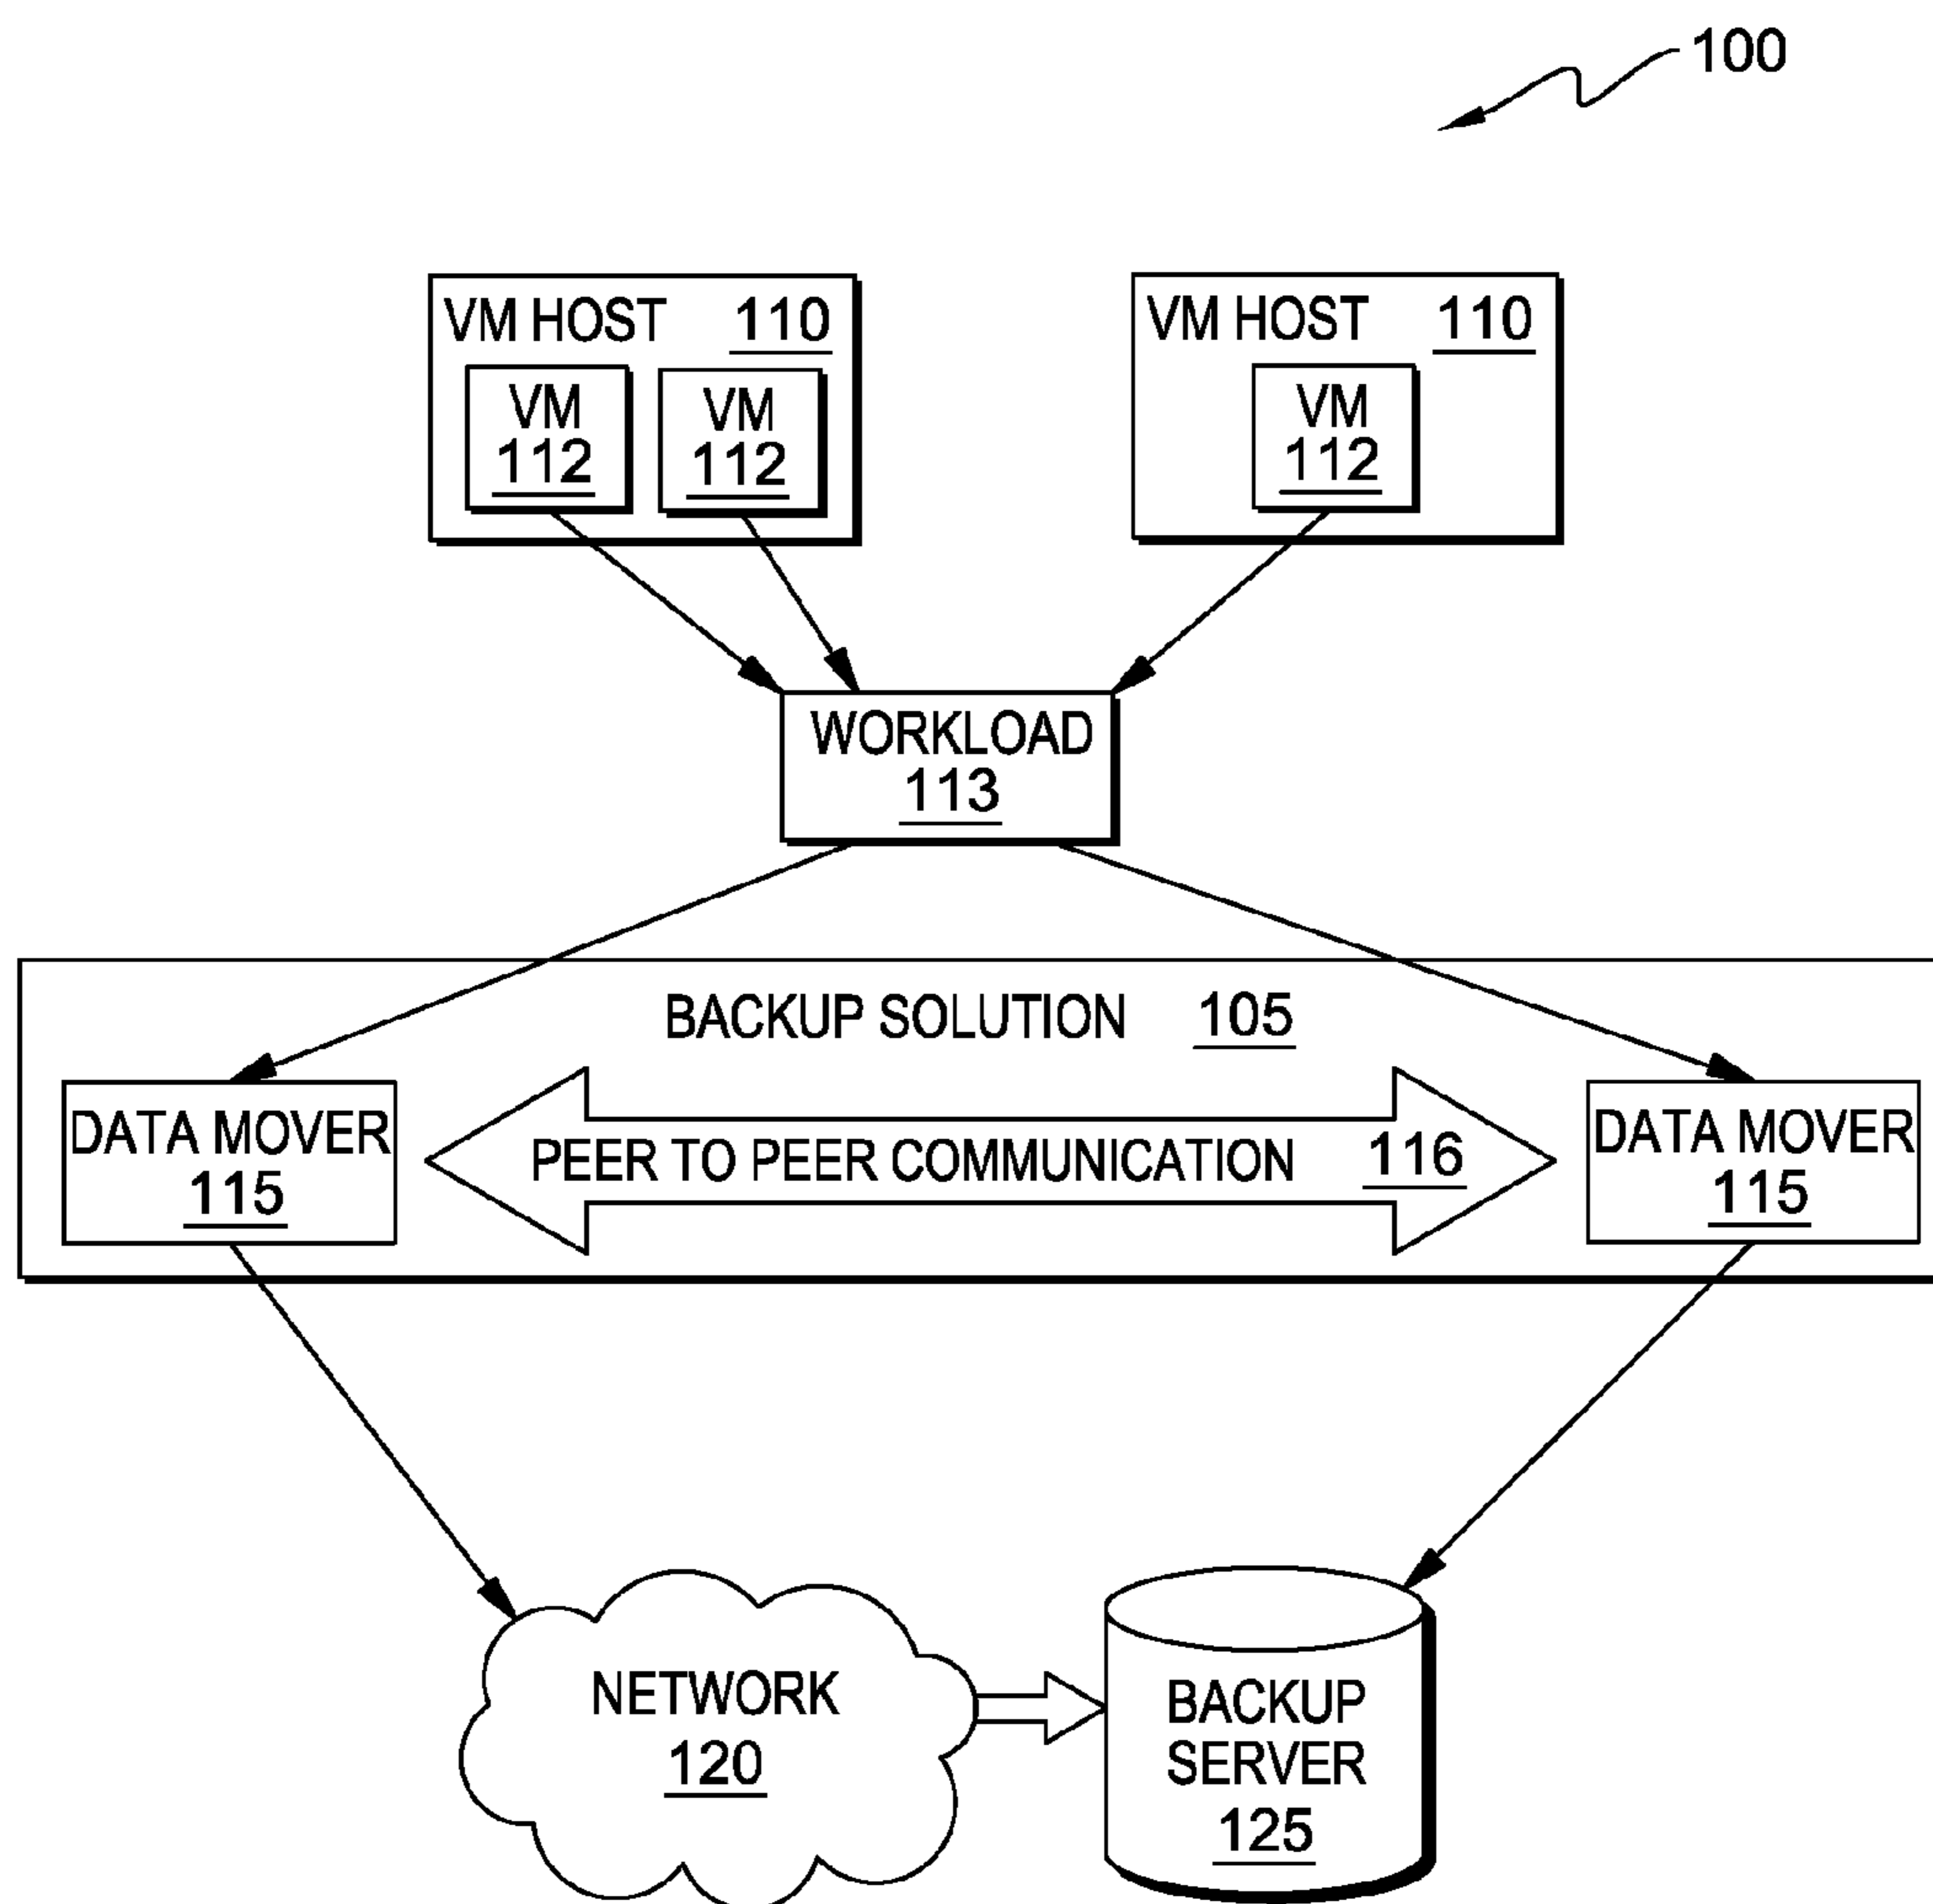 100
VM HOST 110
VM HOST 110
VM
112
VM
112
VM
112
WORKLOAD
113
BACKUP SOLUTION 105
DATA MOVER
115
PEER TO PEER COMMUNICATION 116
DATA MOVER
115
NETWORK
120
BACKUP
SERVER
125